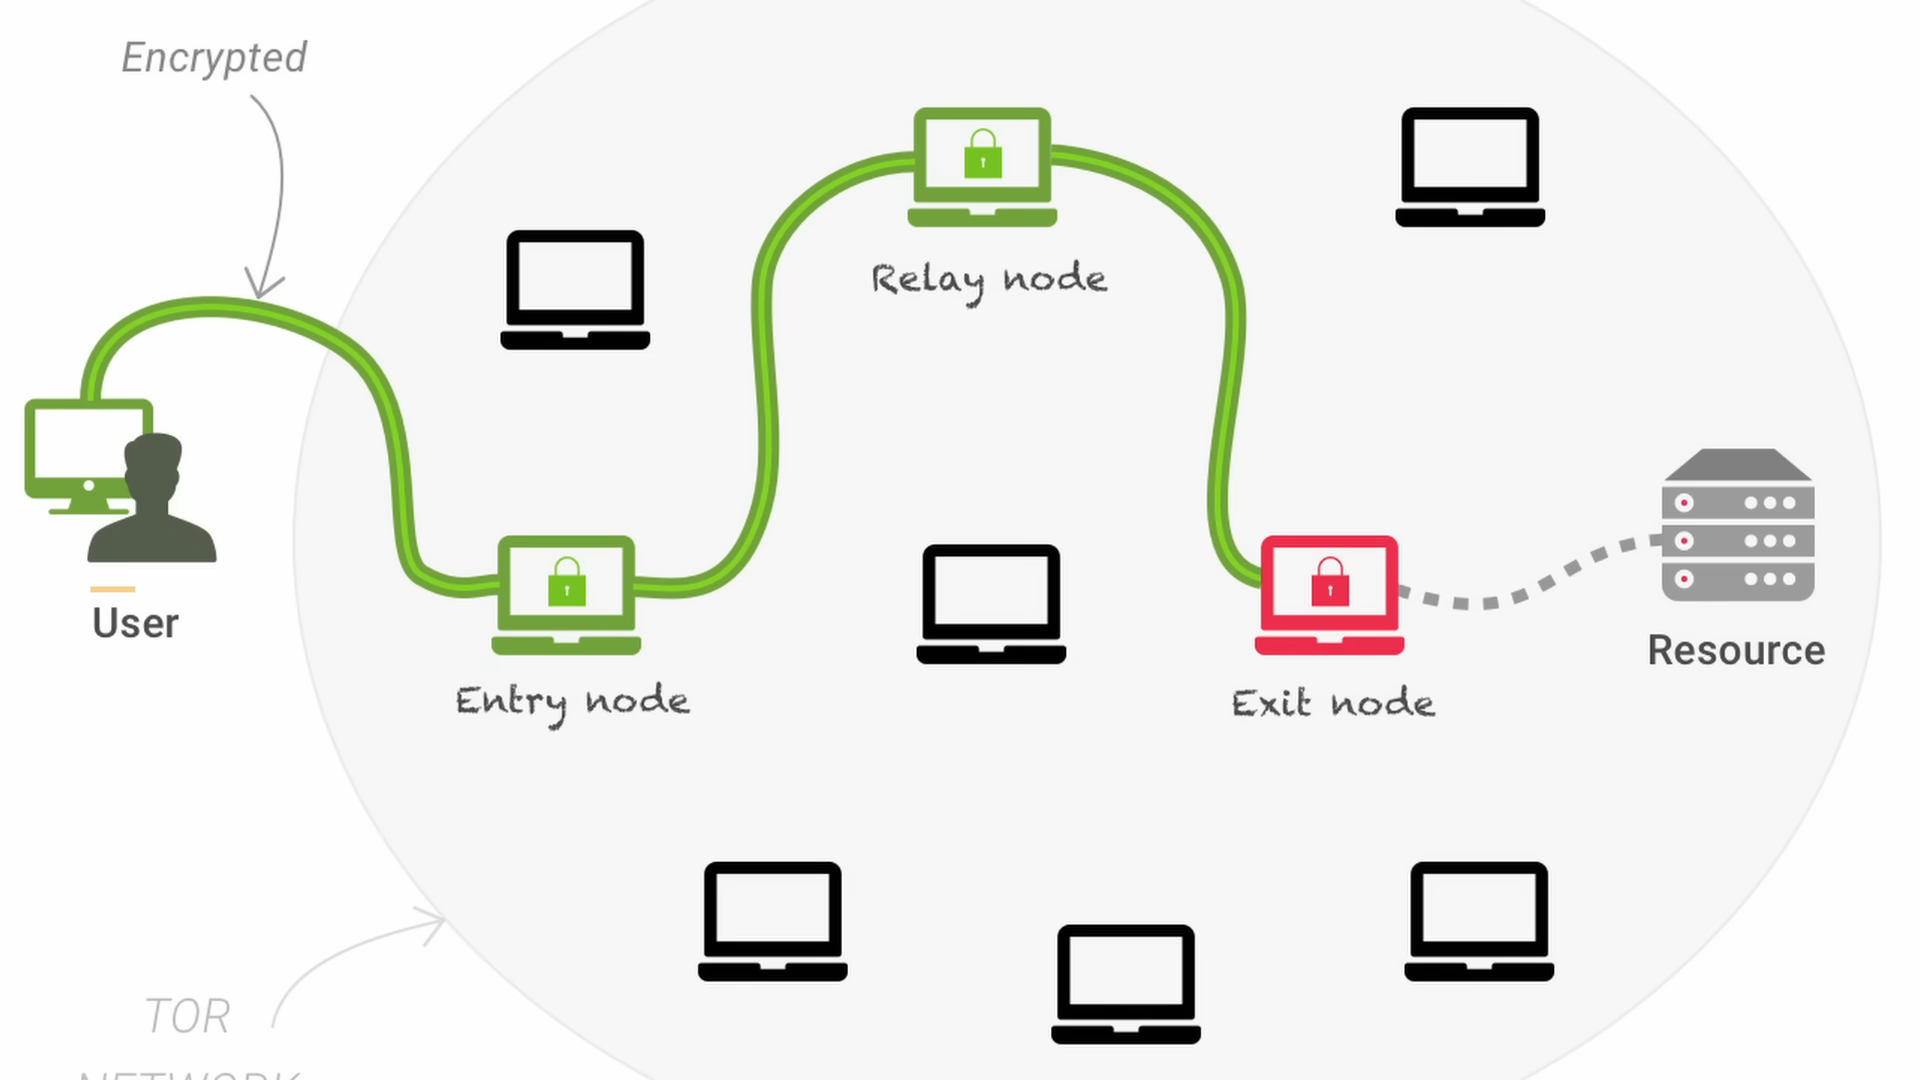 Encrypted
Relay node
User
Entry node
Exit node
Resource
TOR
NETWORK